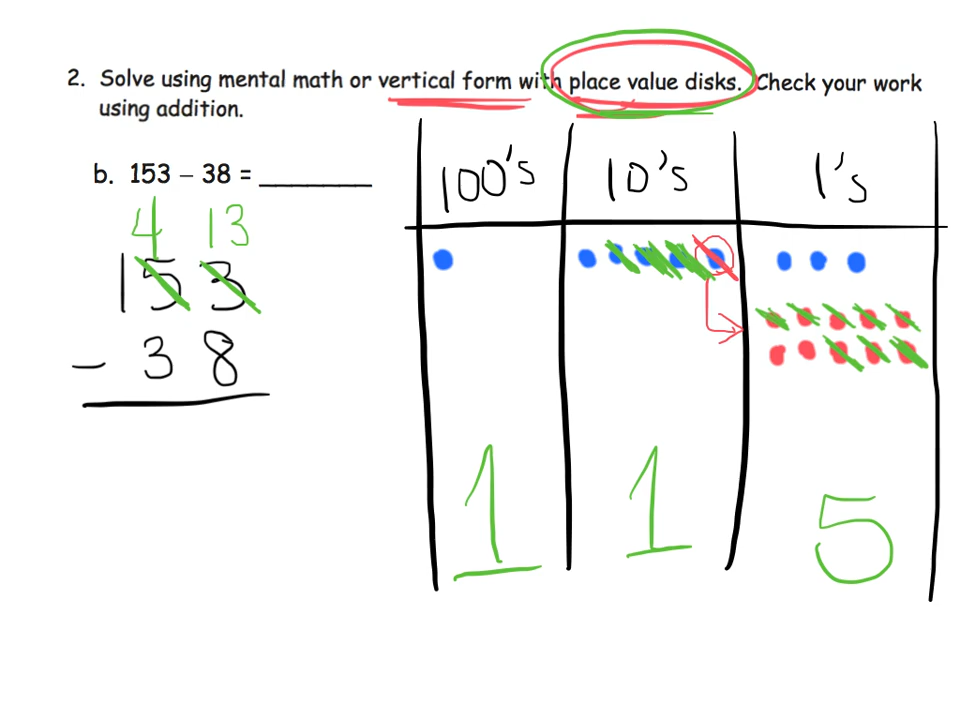 2. Solve using mental math or vertical form with place value disks. Check your work
using addition.
b. 153 – 38 = ________
100's 10's 1's
4 13
153
- 38
1 1 5